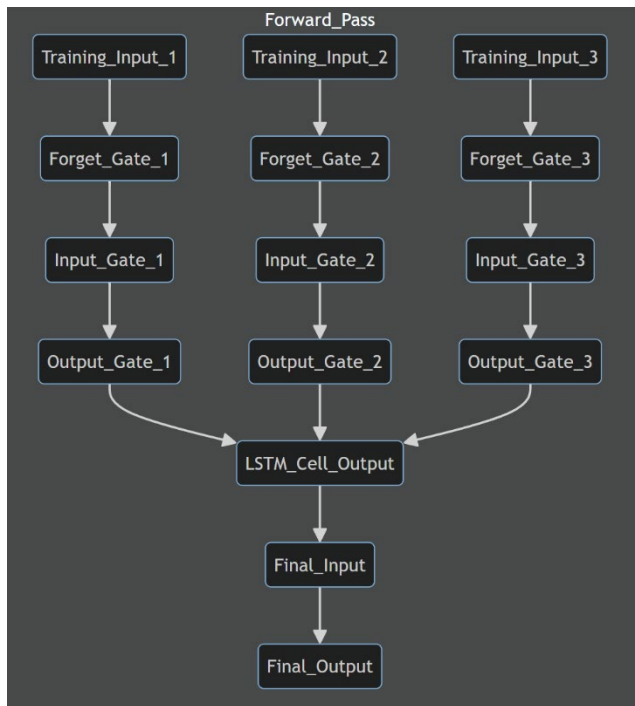 Forward_Pass
Training_Input_1 Training_Input_2 Training_Input_3
Forget_Gate_1 Forget_Gate_2 Forget_Gate_3
Input_Gate_1 Input_Gate_2 Input_Gate_3
Output_Gate_1 Output_Gate_2 Output_Gate_3
LSTM_Cell_Output
Final_Input
Final_Output